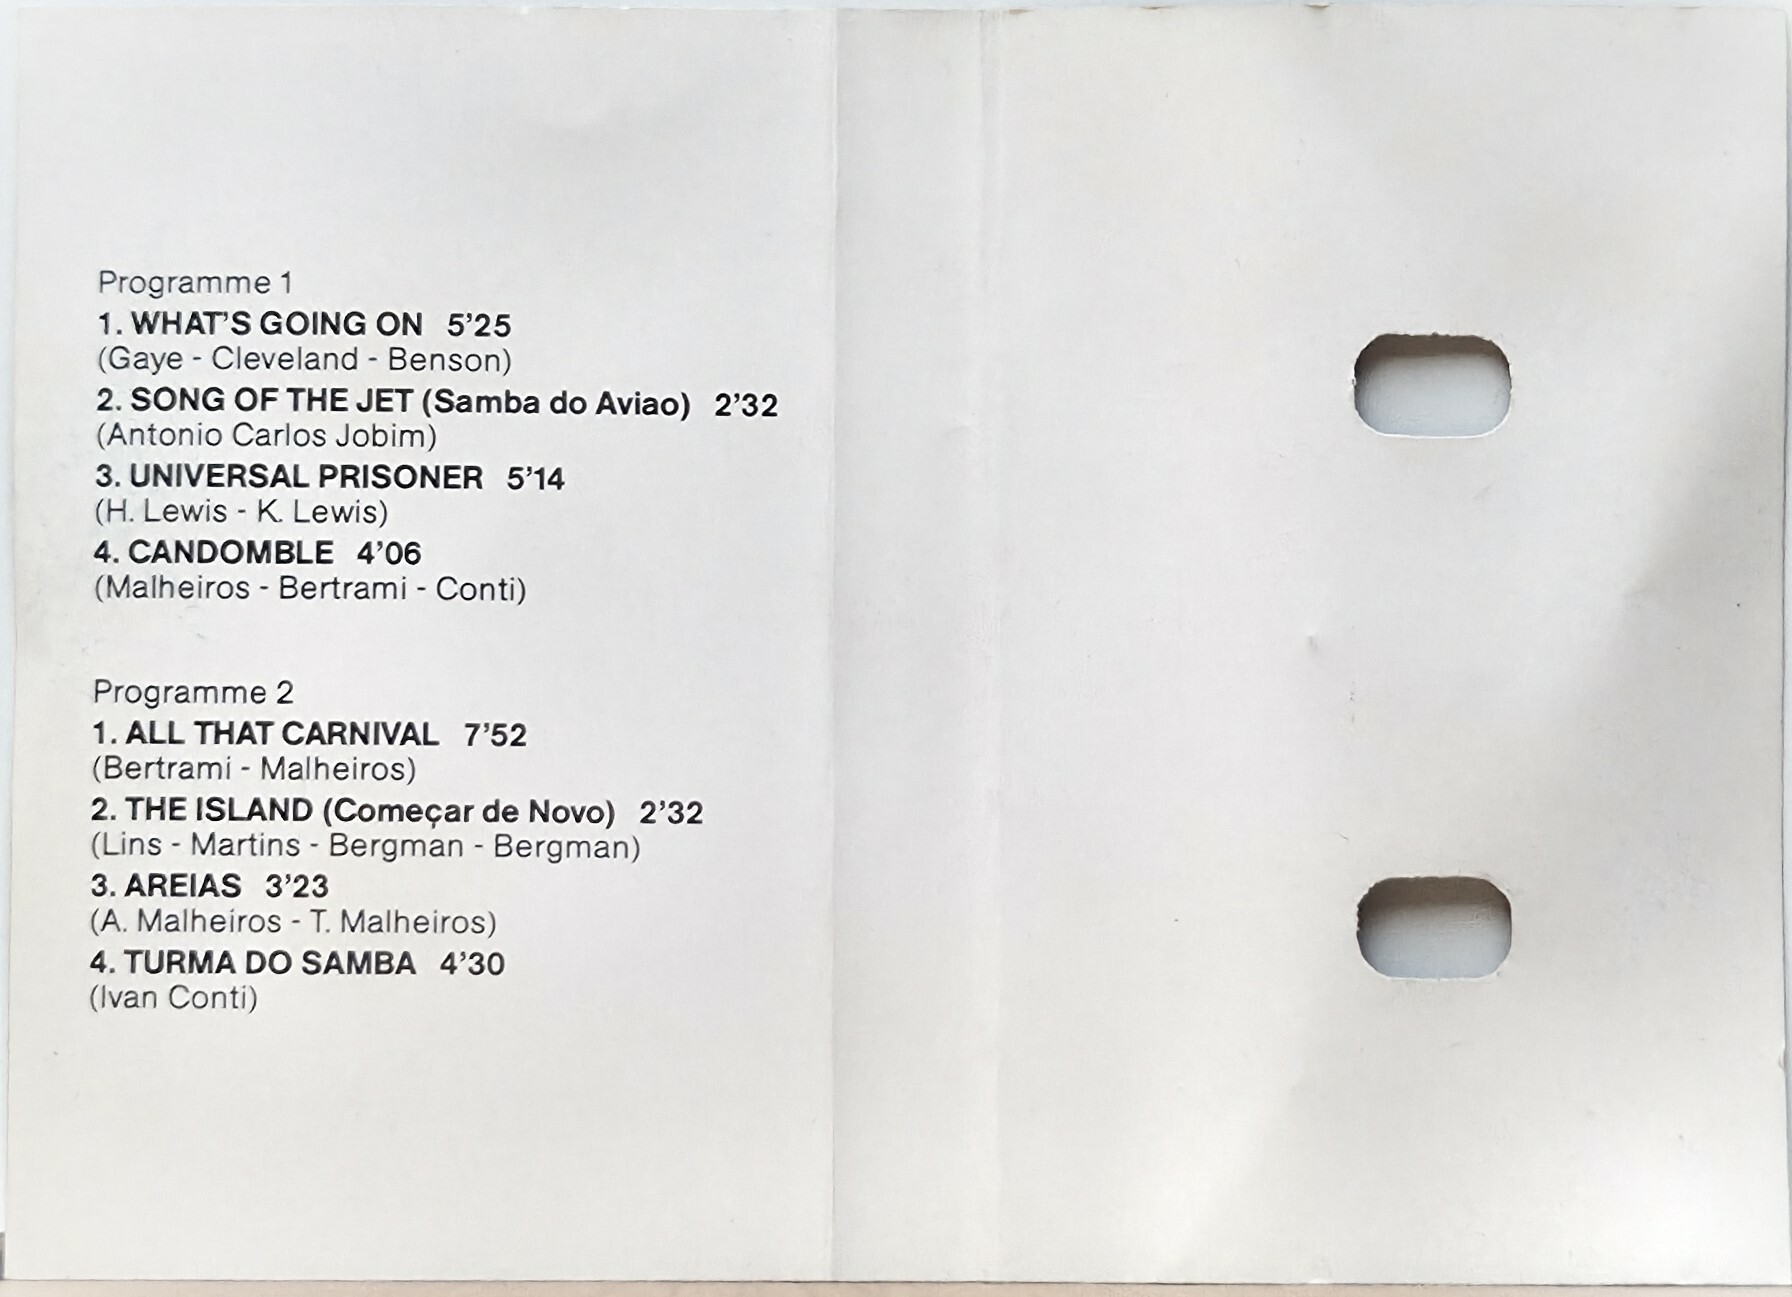 Programme 1
1. WHAT'S GOING ON 5'25
(Gaye - Cleveland - Benson)
2. SONG OF THE JET (Samba do Aviao) 2'32
(Antonio Carlos Jobim)
3. UNIVERSAL PRISONER 5'14
(H. Lewis - K. Lewis)
4. CANDOMBLE 4'06
(Malheiros - Bertrami - Conti)
Programme 2
1. ALL THAT CARNIVAL 7'52
(Bertrami - Malheiros)
2. THE ISLAND (Começar de Novo) 2'32
(Lins - Martins - Bergman - Bergman)
3. AREIAS 3'23
(A. Malheiros - T. Malheiros)
4. TURMA DO SAMBA 4'30
(Ivan Conti)